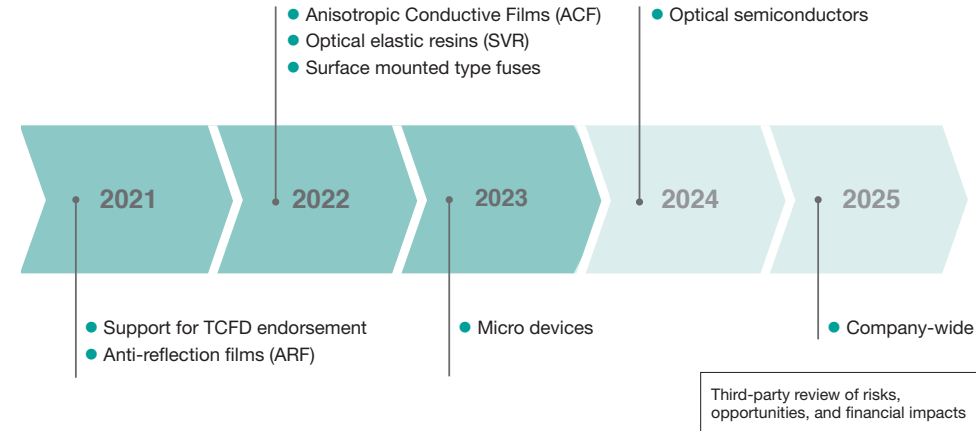 Anisotropic Conductive Films (ACF)
Optical elastic resins (SVR)
Surface mounted type fuses
Optical semiconductors
2021
2022
2023
2024
2025
Support for TCFD endorsement
Anti-reflection films (ARF)
Micro devices
Company-wide
Third-party review of risks,
opportunities, and financial impacts